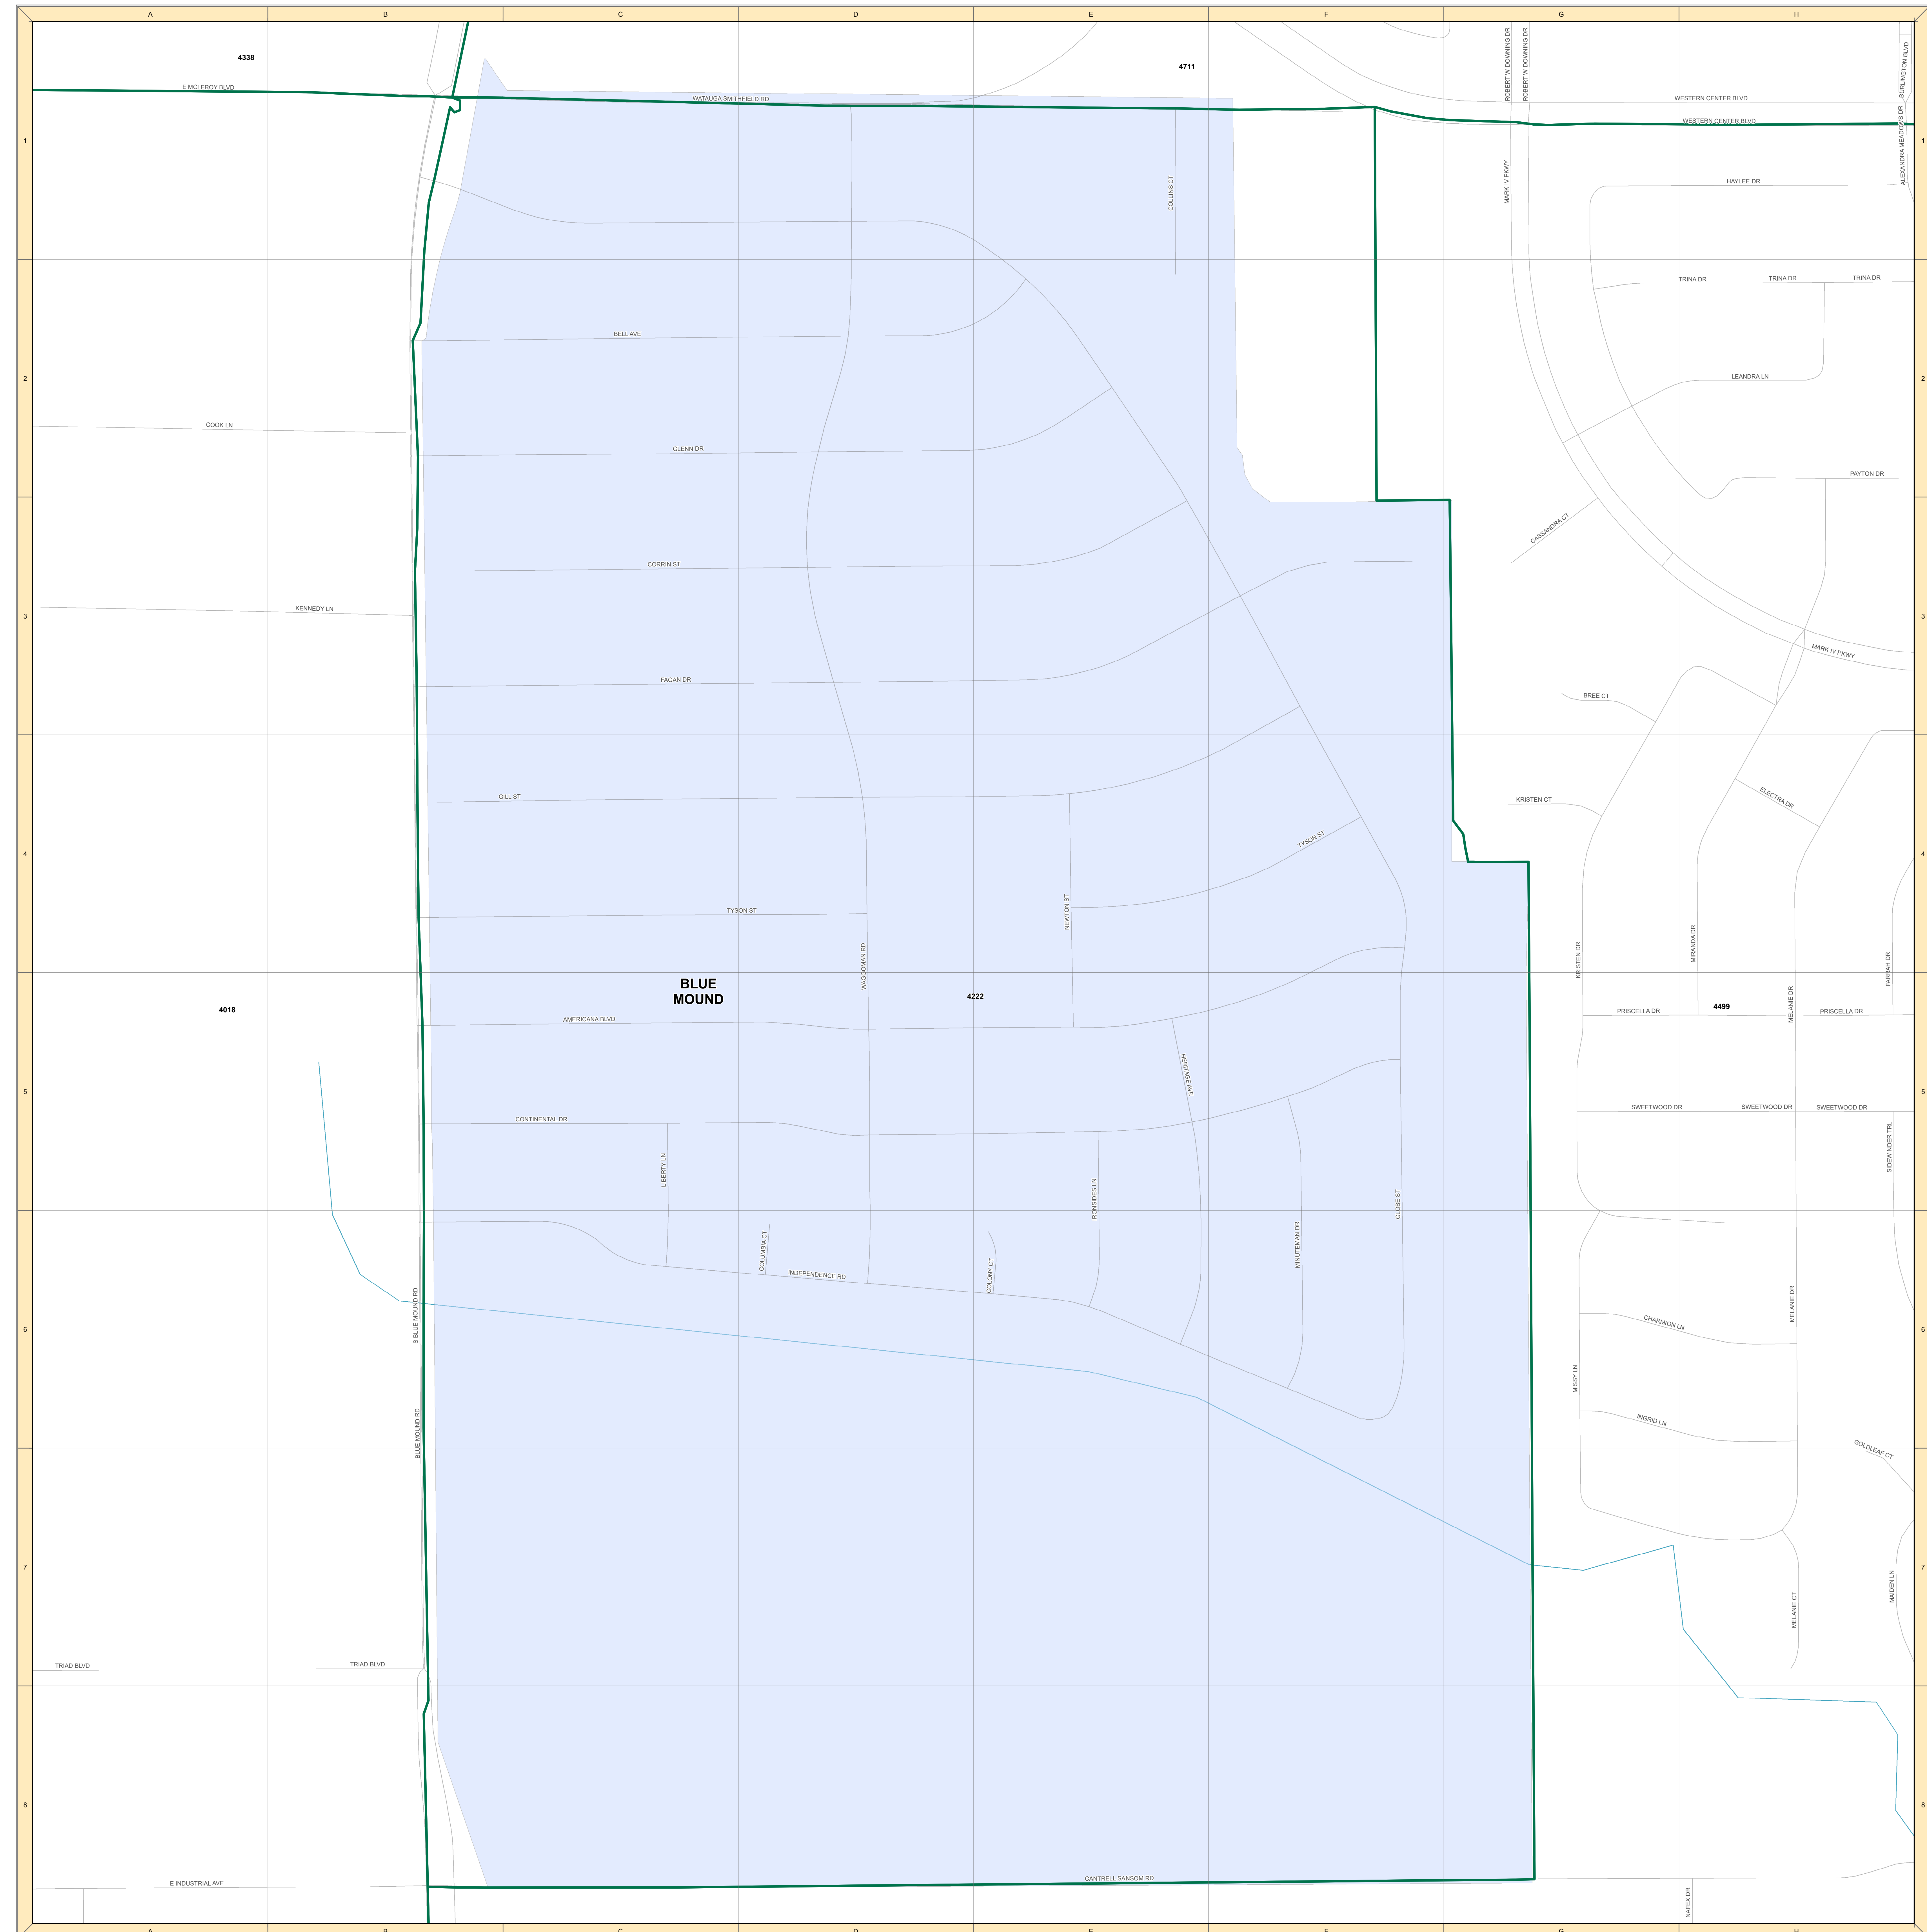 A
B
C
D
E
F
G
H
4338
4711
ROBERT W DOWNING DR
ROBERT W DOWNING DR
BURLINGTON BLVD
E MCLEROY BLVD
WATAUGA SMITHFIELD RD
WESTERN CENTER BLVD
WESTERN CENTER BLVD
1
1
COLLINS CT
MARK IV PKWY
ALEXANDRA MEADOWS DR
HAYLEE DR
TRINA DR
TRINA DR
TRINA DR
BELL AVE
2
2
LEANDRA LN
COOK LN
GLENN DR
PAYTON DR
CASSANDRA CT
CORRIN ST
KENNEDY LN
3
3
MARK IV PKWY
FAGAN DR
BREE CT
GILL ST
KRISTEN CT
ELECTRA DR
TYSON ST
4
4
TYSON ST
NEWTON ST
WAGGOMAN RD
KRISTEN DR
MIRANDA DR
FARRAH DR
BLUE
MOUND
4222
4018
4499
MELANIE DR
PRISCELLA DR
PRISCELLA DR
AMERICANA BLVD
HERITAGE AVE
5
5
CONTINENTAL DR
SWEETWOOD DR
SWEETWOOD DR
SWEETWOOD DR
LIBERTY LN
SIDEWINDER TRL
IRONSIDES LN
GLOBE ST
COLUMBIA CT
MINUTEMAN DR
COLONY CT
INDEPENDENCE RD
S BLUE MOUND RD
MELANIE DR
6
6
CHARMION LN
MISSY LN
INGRID LN
BLUE MOUND RD
GOLDLEAF CT
7
7
MELANIE CT
MAIDEN LN
TRIAD BLVD
TRIAD BLVD
8
8
E INDUSTRIAL AVE
CANTRELL SANSOM RD
NAFEX DR
A
B
C
D
E
F
G
H